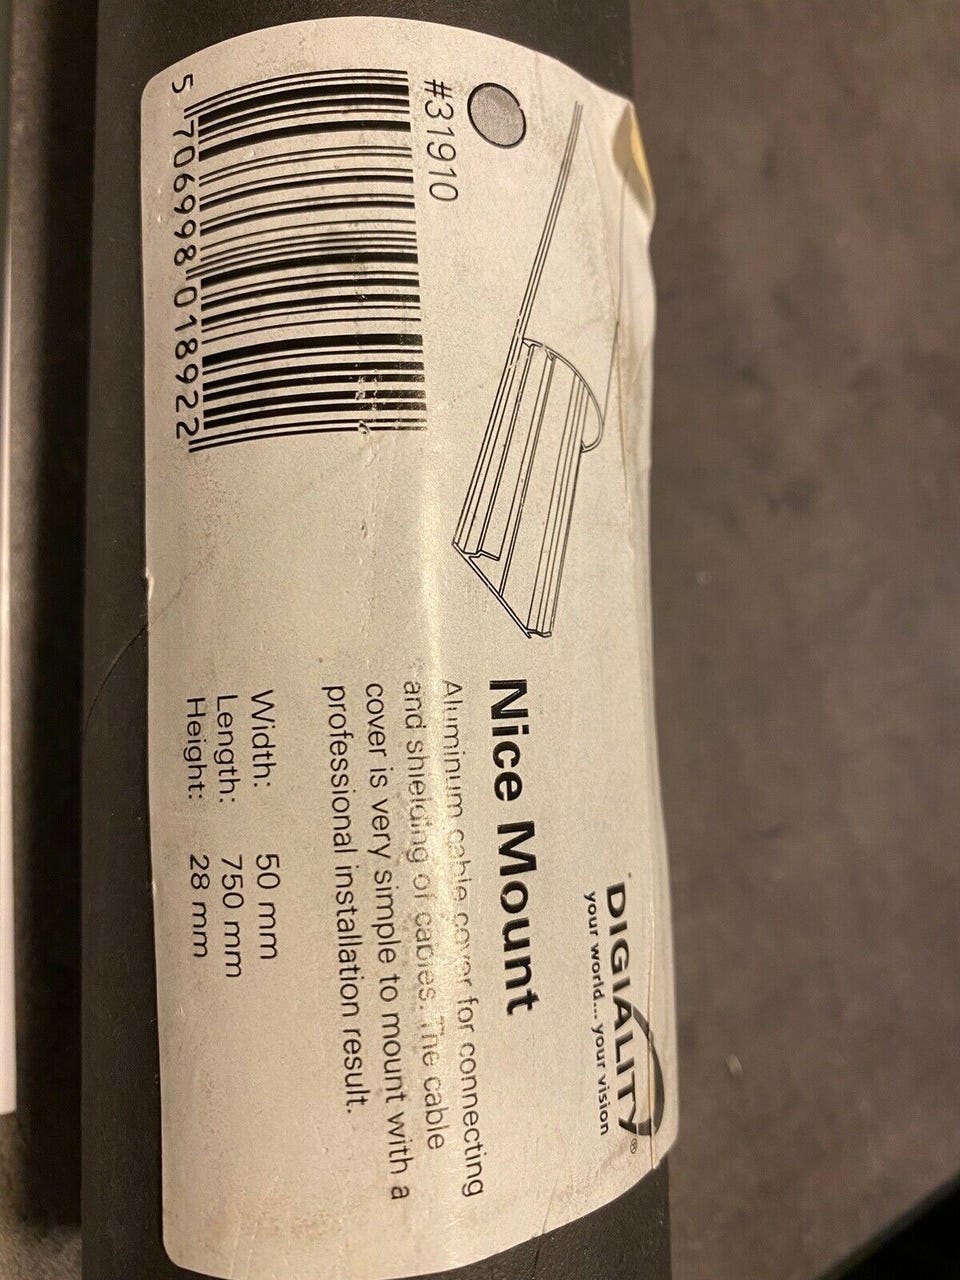 DIGIALITY®
your world... your vision
#31910
Nice Mount
Aluminum cable cover for connecting
and shielding of cables. The cable
cover is very simple to mount with a
professional installation result.
Width: 50 mm
Length: 750 mm
Height: 28 mm
5 706998 018922